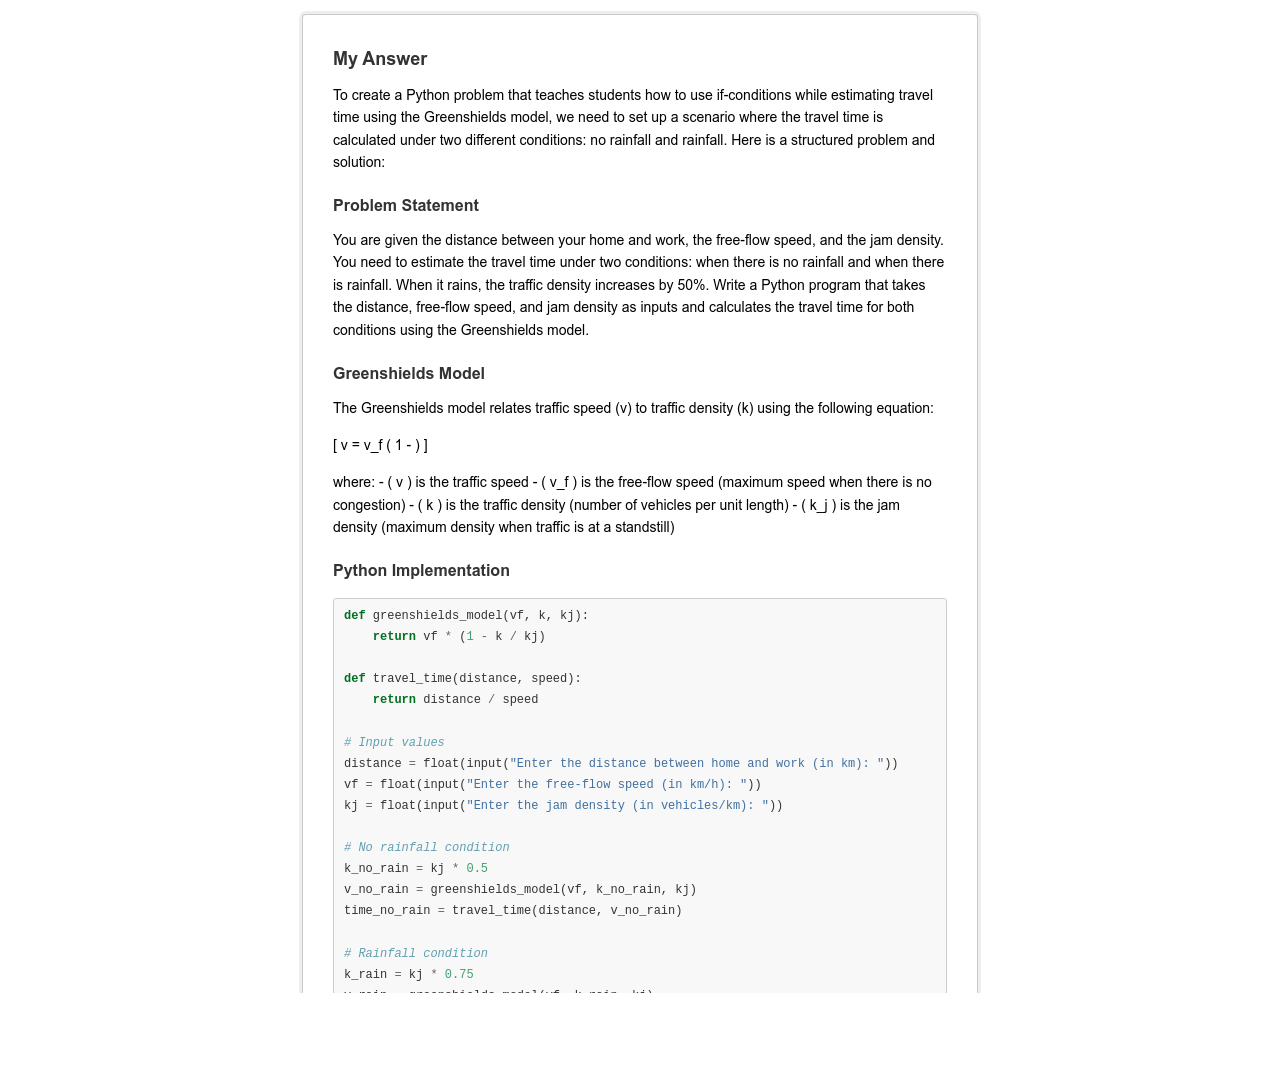 My Answer
To create a Python problem that teaches students how to use if-conditions while estimating travel
time using the Greenshields model, we need to set up a scenario where the travel time is
calculated under two different conditions: no rainfall and rainfall. Here is a structured problem and
solution:
Problem Statement
You are given the distance between your home and work, the free-flow speed, and the jam density.
You need to estimate the travel time under two conditions: when there is no rainfall and when there
is rainfall. When it rains, the traffic density increases by 50%. Write a Python program that takes
the distance, free-flow speed, and jam density as inputs and calculates the travel time for both
conditions using the Greenshields model.
Greenshields Model
The Greenshields model relates traffic speed (v) to traffic density (k) using the following equation:
[ v = v_f ( 1 - ) ]
where: - ( v ) is the traffic speed - ( v_f ) is the free-flow speed (maximum speed when there is no
congestion) - ( k ) is the traffic density (number of vehicles per unit length) - ( k_j ) is the jam
density (maximum density when traffic is at a standstill)
Python Implementation
def greenshields_model(vf, k, kj):
    return vf * (1 - k / kj)
def travel_time(distance, speed):
    return distance / speed
# Input values
distance = float(input("Enter the distance between home and work (in km): "))
vf = float(input("Enter the free-flow speed (in km/h): "))
kj = float(input("Enter the jam density (in vehicles/km): "))
# No rainfall condition
k_no_rain = kj * 0.5
v_no_rain = greenshields_model(vf, k_no_rain, kj)
time_no_rain = travel_time(distance, v_no_rain)
# Rainfall condition
k_rain = kj * 0.75